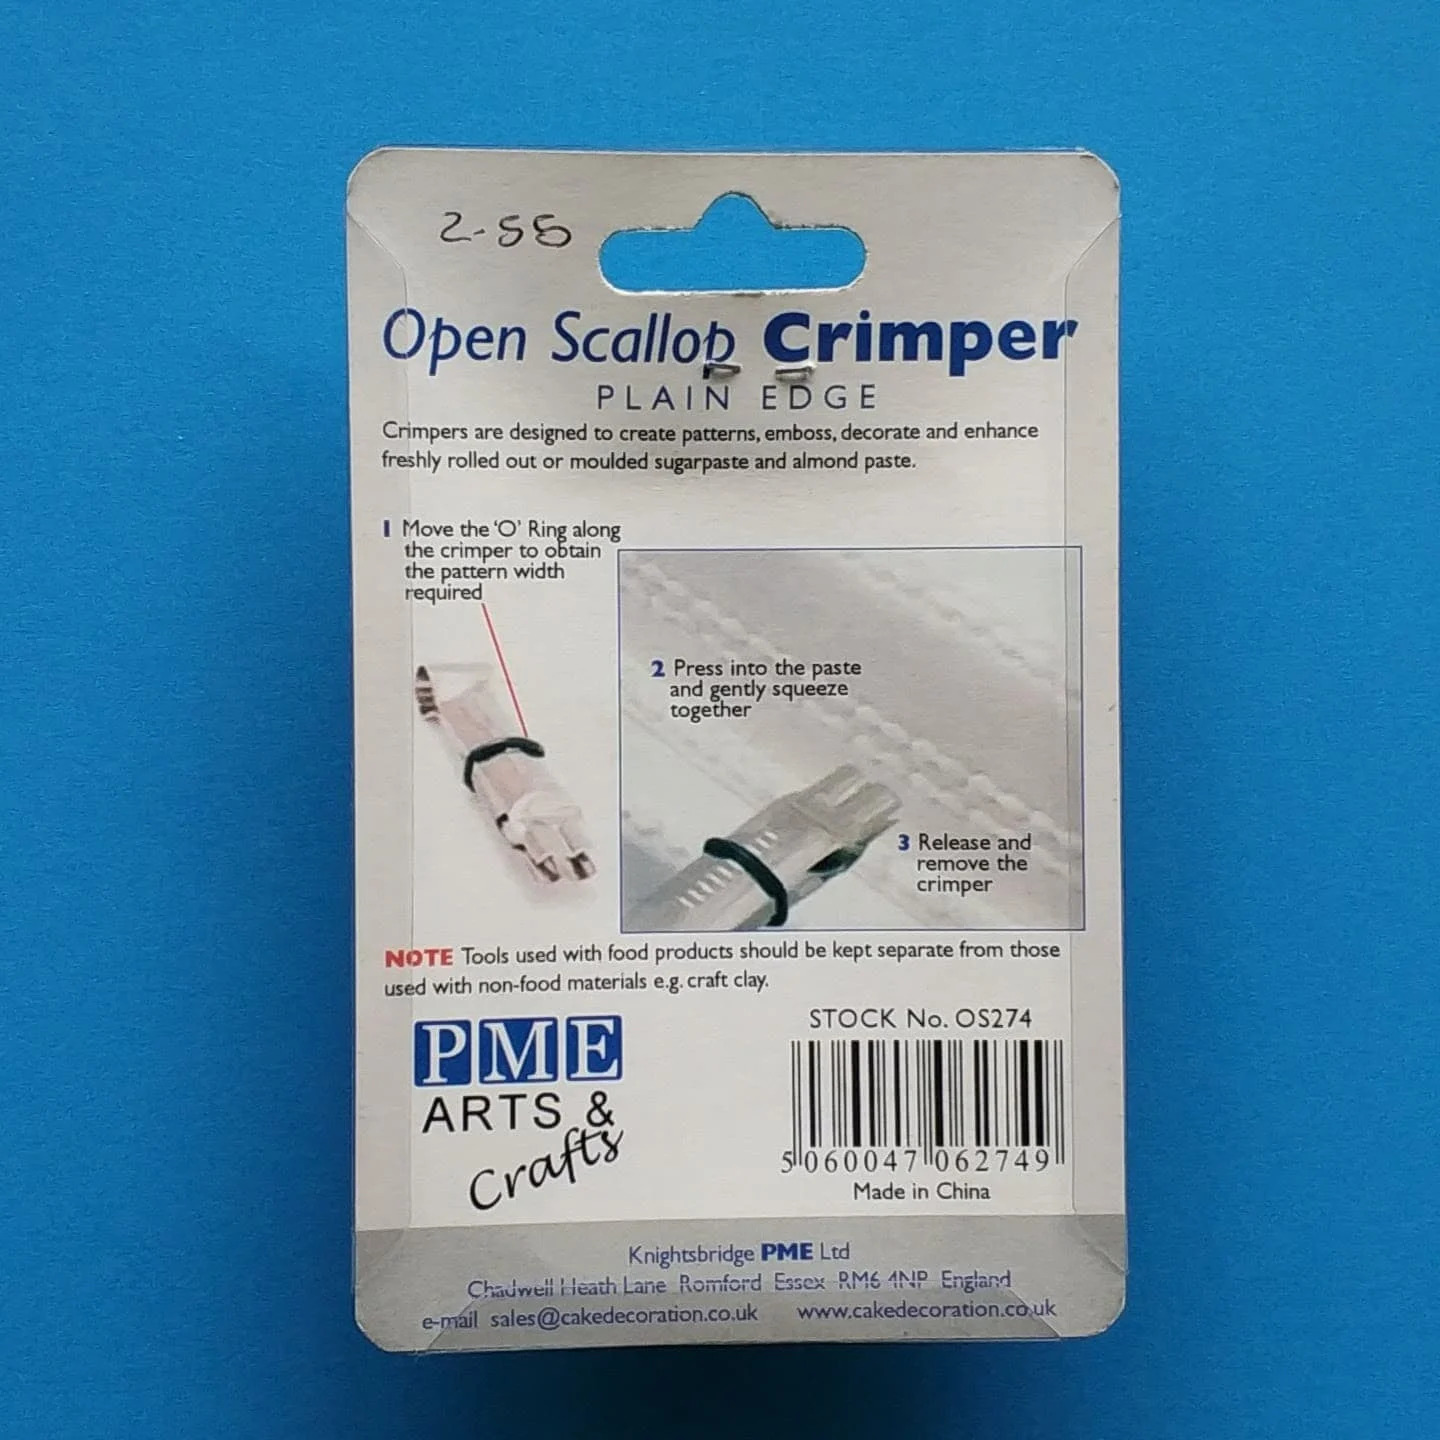 2-55
Open Scallop Crimper
PLAIN EDGE
Crimpers are designed to create patterns, emboss, decorate and enhance
freshly rolled out or moulded sugarpaste and almond paste.
1 Move the ‘O’ Ring along
the crimper to obtain
the pattern width
required
2 Press into the paste
and gently squeeze
together
3 Release and
remove the
crimper
NOTE Tools used with food products should be kept separate from those
used with non-food materials e.g. craft clay.
PME
ARTS &
Crafts
STOCK No. OS274
5 060047 062749
Made in China
Knightsbridge PME Ltd
Chadwell Heath Lane Romford Essex RM6 4NP England
e-mail sales@cakedecoration.co.uk www.cakedecoration.co.uk